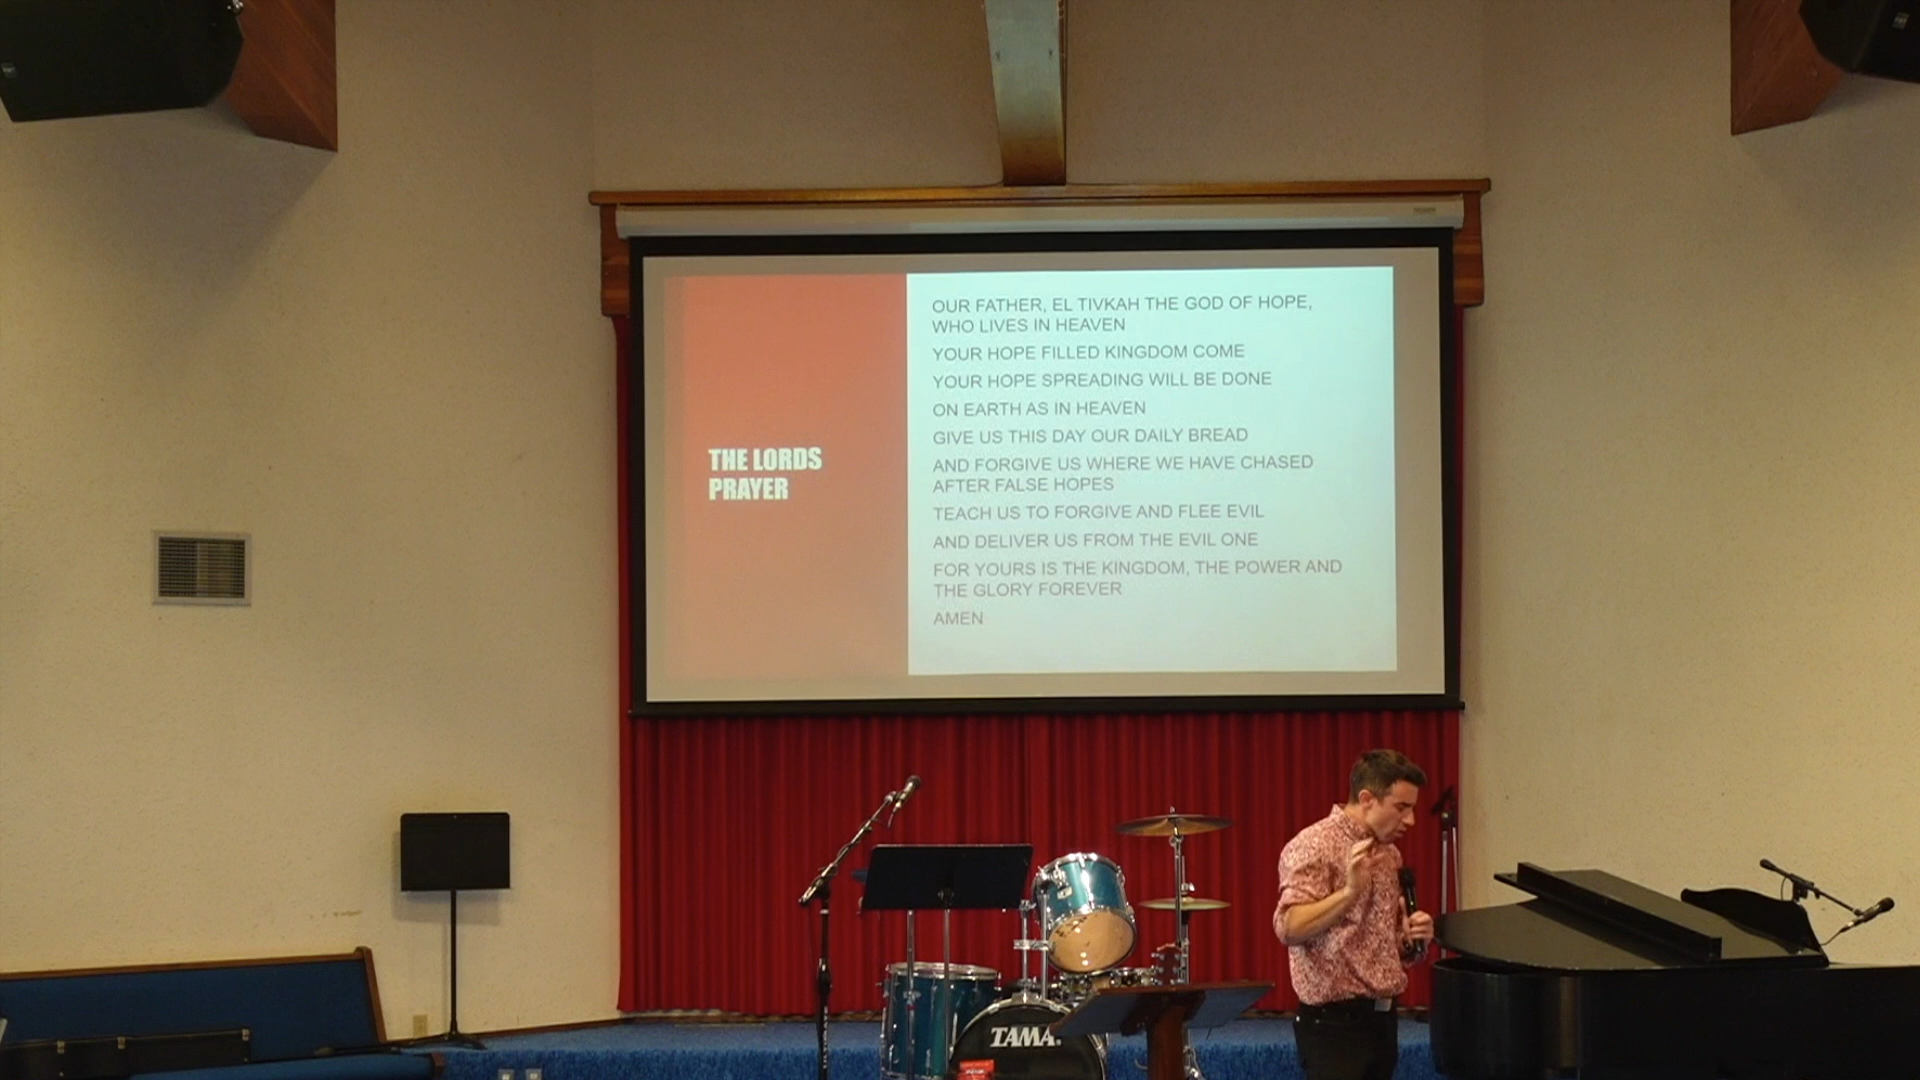 THE LORDS
PRAYER
OUR FATHER, EL TIVKAH THE GOD OF HOPE,
WHO LIVES IN HEAVEN
YOUR HOPE FILLED KINGDOM COME
YOUR HOPE SPREADING WILL BE DONE
ON EARTH AS IN HEAVEN
GIVE US THIS DAY OUR DAILY BREAD
AND FORGIVE US WHERE WE HAVE CHASED
AFTER FALSE HOPES
TEACH US TO FORGIVE AND FLEE EVIL
AND DELIVER US FROM THE EVIL ONE
FOR YOURS IS THE KINGDOM, THE POWER AND
THE GLORY FOREVER
AMEN
TAMA